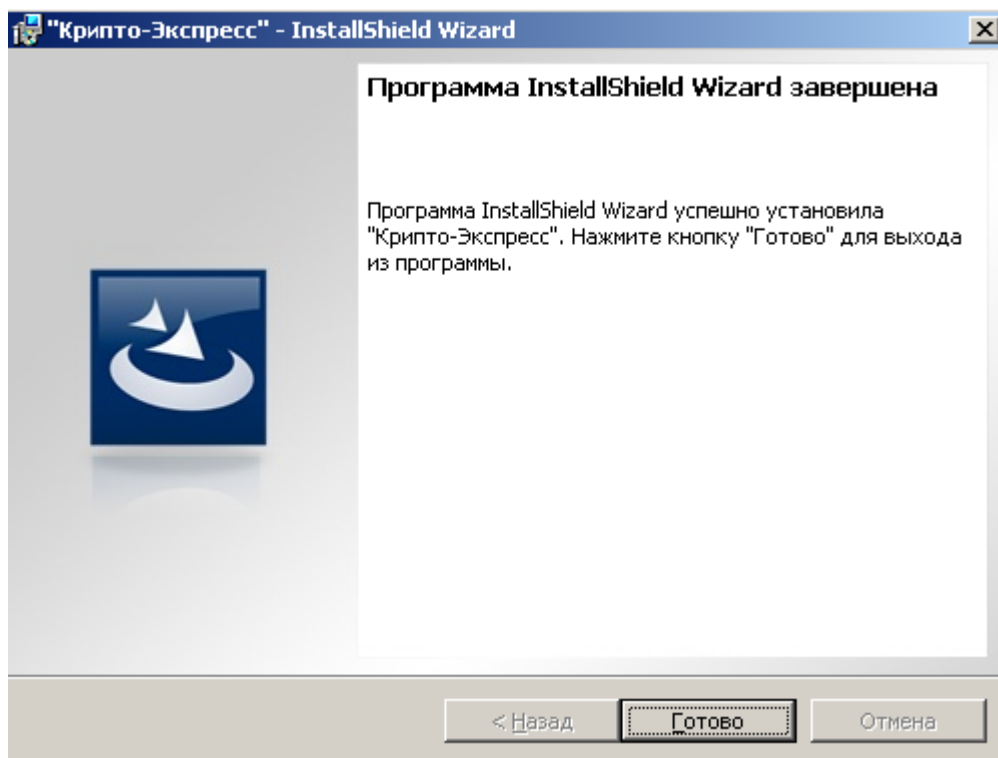 "Крипто-Экспресс" - InstallShield Wizard
Программа InstallShield Wizard завершена
Программа InstallShield Wizard успешно установила
"Крипто-Экспресс". Нажмите кнопку "Готово" для выхода
из программы.
< Назад
Готово
Отмена